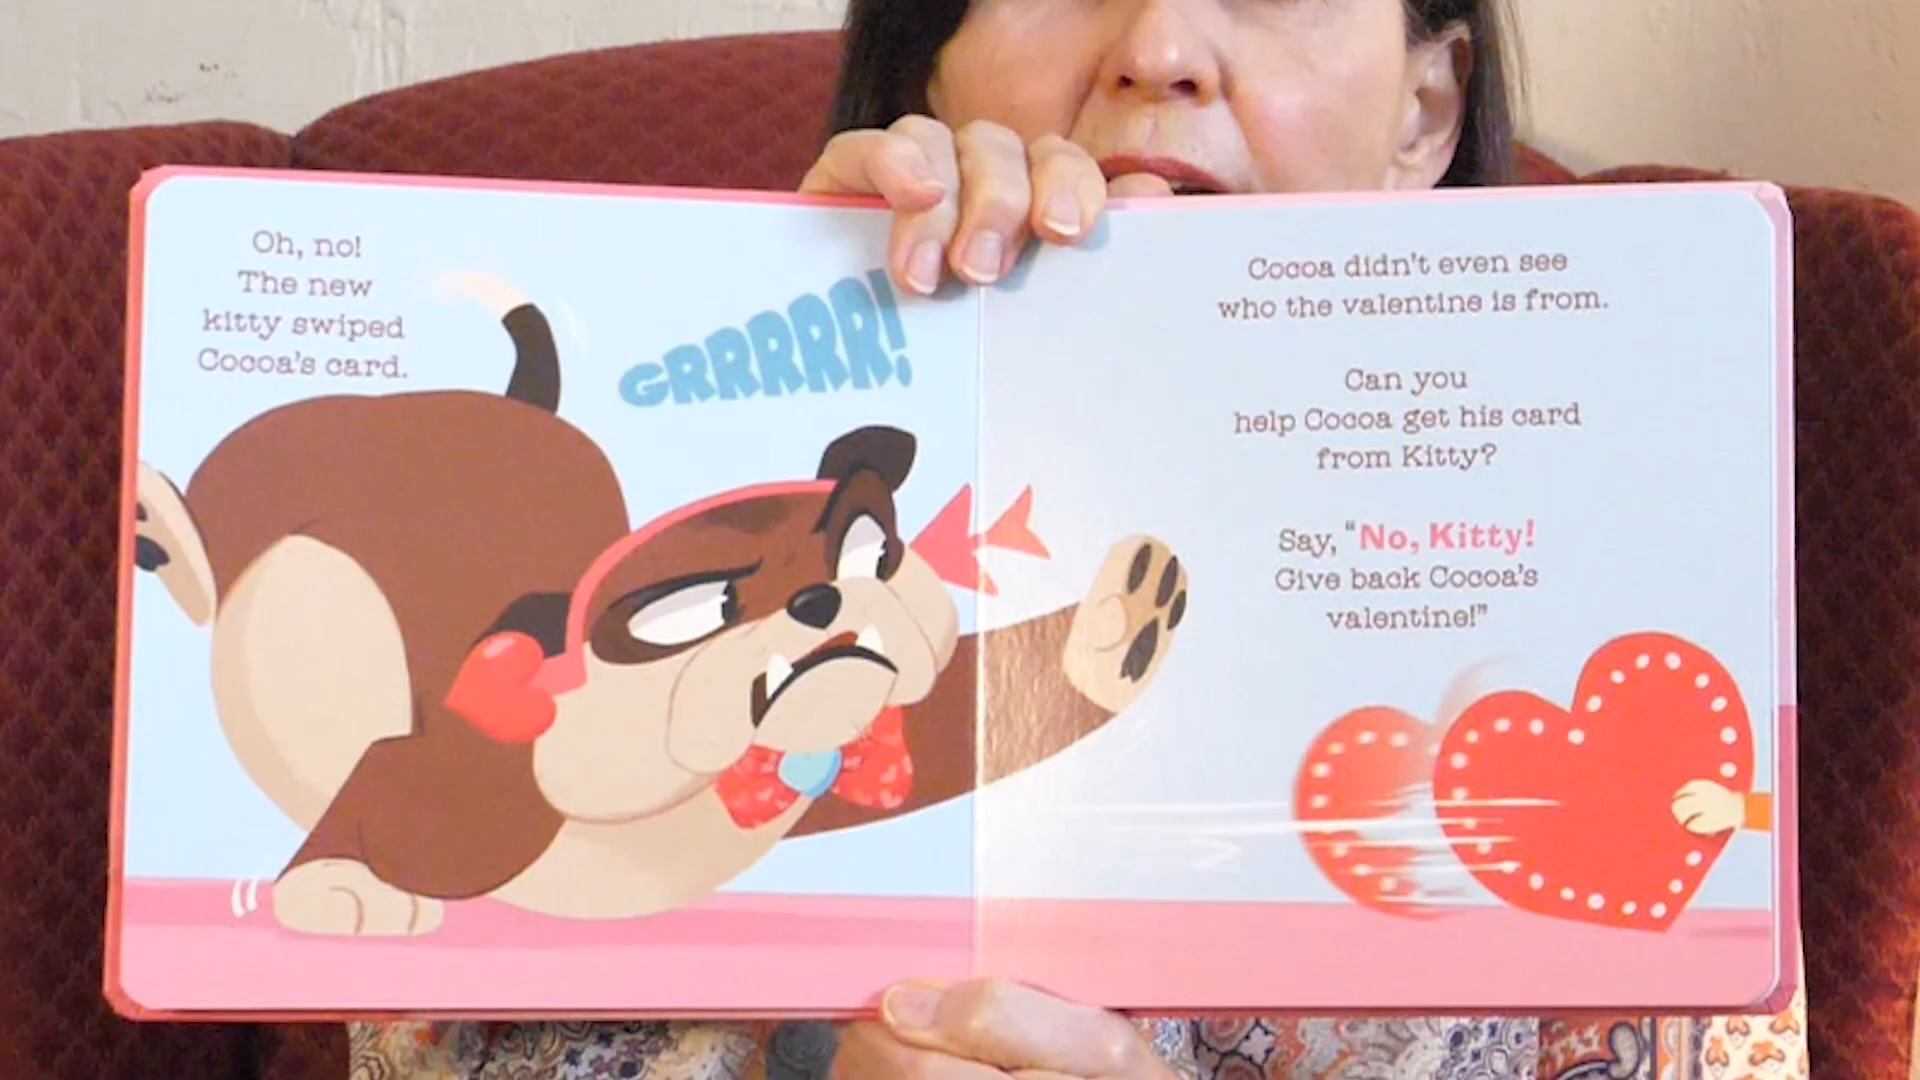 Oh, no!
The new
kitty swiped
Cocoa's card.
GRRRRR!
Cocoa didn't even see
who the valentine is from.
Can you
help Cocoa get his card
from Kitty?
Say, "No, Kitty!
Give back Cocoa's
valentine!"